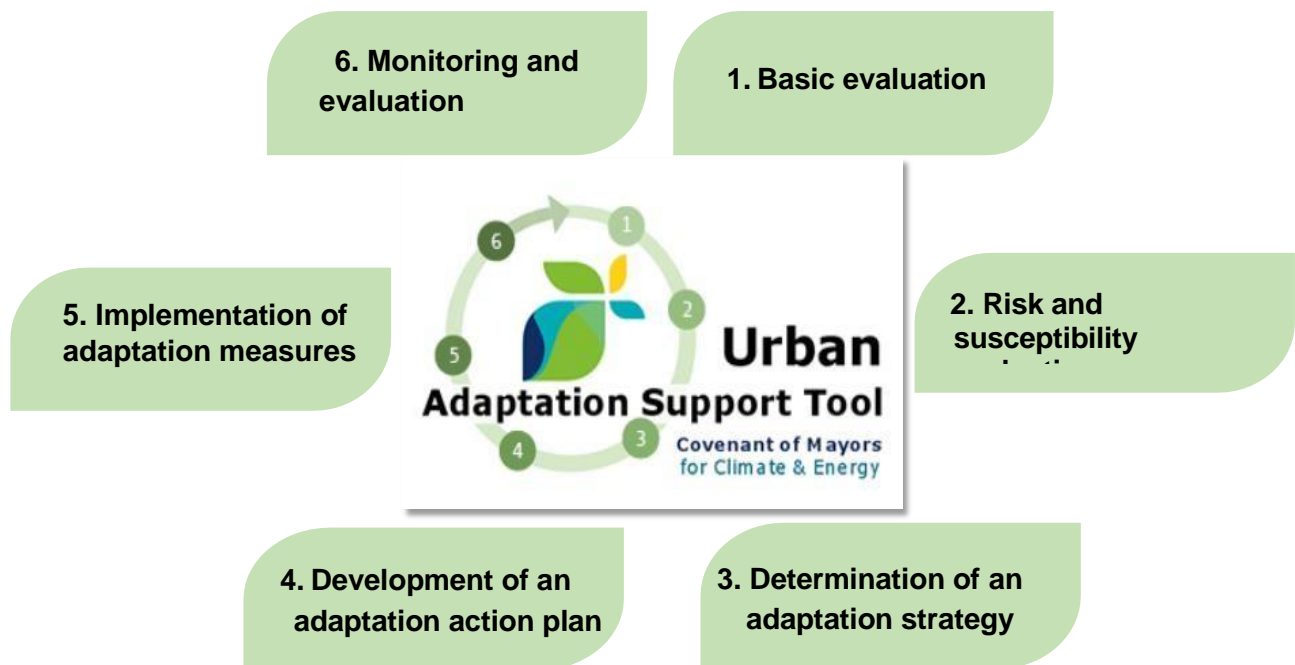 6. Monitoring and
evaluation
1. Basic evaluation
5. Implementation of
adaptation measures
2. Risk and
susceptibility
6
1
2
5
4
3
Urban
Adaptation Support Tool
Covenant of Mayors
for Climate & Energy
4. Development of an
adaptation action plan
3. Determination of an
adaptation strategy